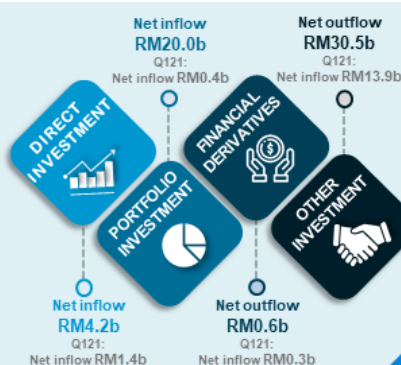 Net inflow
RM20.0b
Q121:
Net inflow RM0.4b
Net outflow
RM30.5b
Q121:
Net inflow RM13.9b
DIRECT
INVESTMENT
PORTFOLIO
INVESTMENT
FINANCIAL
DERIVATIVES
$
OTHER
INVESTMENT
Net inflow
RM4.2b
Q121:
Net inflow RM1.4b
Net outflow
RM0.6b
Q121:
Net inflow RM0.3b